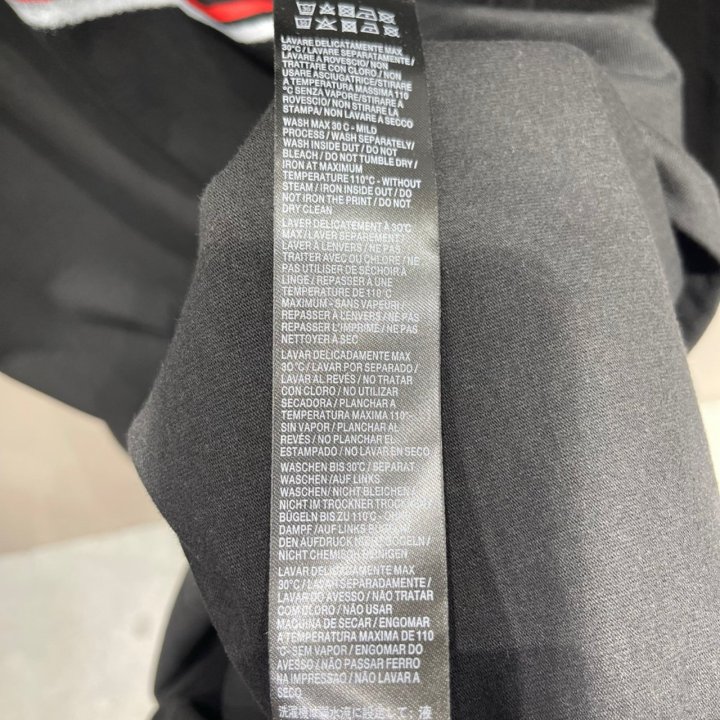 LAVARE DELICATAMENTE MAX
30°C / LAVARE SEPARATAMENTE /
LAVARE A ROVESCIO / NON
TRATTARE CON CLORO / NON
USARE ASCIUGATRICE/STIRARE
A TEMPERATURA MASSIMA 110
°C SENZA VAPORE/STIRARE A
ROVESCIO/ NON STIRARE LA
STAMPA/ NON LAVARE A SECCO
WASH MAX 30 C - MILD
PROCESS / WASH SEPARATELY/
WASH INSIDE OUT / DO NOT
BLEACH / DO NOT TUMBLE DRY /
IRON AT MAXIMUM
TEMPERATURE 110°C - WITHOUT
STEAM / IRON INSIDE OUT / DO
NOT IRON THE PRINT / DO NOT
DRY CLEAN
LAVER DELICATEMENT À 30°C
MAX / LAVER SEPAREMENT /
LAVER À L'ENVERS / NE PAS
TRAITER AVEC OU CHLORE / NE
PAS UTILISER DE SÉCHOIR À
LINGE / REPASSER À UNE
TEMPERATURE DE 110°C
MAXIMUM - SANS VAPEUR /
REPASSER À L'ENVERS / NE PAS
REPASSER L'IMPRIMÉ / NE PAS
NETTOYER À SEC
LAVAR DELICADAMENTE MAX
30 °C / LAVAR POR SEPARADO /
LAVAR AL REVÉS / NO TRATAR
CON CLORO / NO UTILIZAR
SECADORA / PLANCHAR A
TEMPERATURA MAXIMA 110°-
SIN VAPOR / PLANCHAR AL
REVÉS / NO PLANCHAR EL
ESTAMPADO / NO LAVAR EN SECO
WASCHEN BIS 30°C / SEPARAT
WASCHEN /AUF LINKS
WASCHEN/ NICHT BLEICHEN /
NICHT IM TROCKNER TROCKNEN /
BÜGELN BIS ZU 110°C - OHNE
DAMPF /AUF LINKS BÜGELN /
DEN AUFDRUCK NICHT BÜGELN /
NICHT CHEMISCH REINIGEN
LAVAR DELICADAMENTE MAX
30°C / LAVAR SEPARADAMENTE /
LAVAR DO AVESSO / NÃO TRATAR
COM CLORO / NÃO USAR
MÁQUINA DE SECAR / ENGOMAR
A TEMPERATURA MAXIMA DE 110
°C-SEM VAPOR / ENGOMAR DO
AVESSO / NÃO PASSAR FERRO
NA IMPRESSÃO / NÃO LAVAR A
SECO